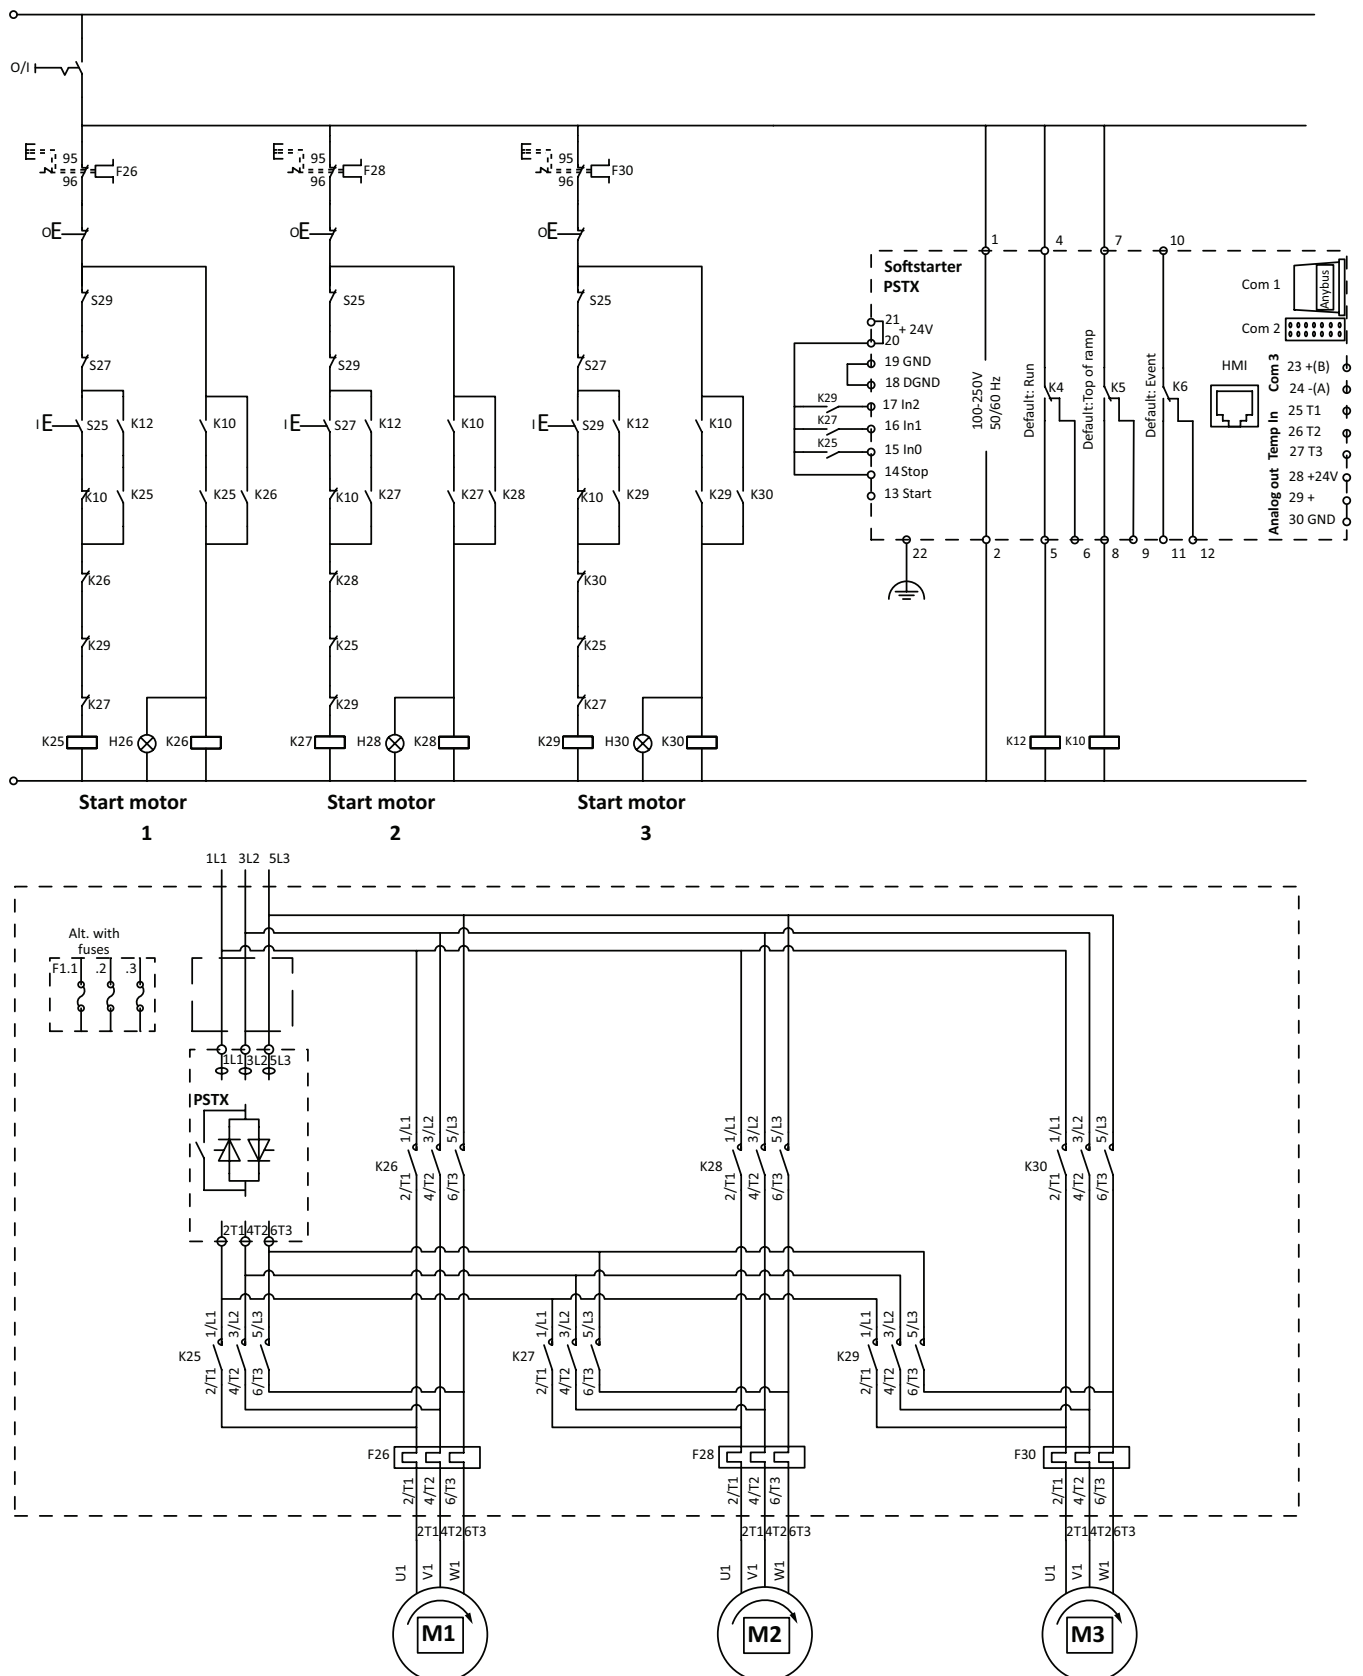 O/I
95
96
F26
95
96
F28
95
96
F30
O
O
O
S29
S27
I
S25
K12
K10
K10
K25
K25
K26
K26
K29
K27
K25
H26
K26
S25
S29
I
S27
K12
K10
K10
K27
K27
K28
K28
K25
K29
K27
H28
K28
S25
S27
I
S29
K12
K10
K10
K29
K29
K30
K30
K25
K27
K29
H30
K30
1
4
7
10
Softstarter
PSTX
21
+ 24V
20
19 GND
18 DGND
K29
17 In2
K27
16 In1
K25
15 In0
14 Stop
13 Start
22
100-250V
50/60 Hz
Default: Run
K4
Default:Top of ramp
K5
Default: Event
K6
2
5
6
8
9
11
12
Com 1
Anybus
Com 2
HMI
Com 3
23 +(B)
24 -(A)
Temp In
25 T1
26 T2
27 T3
Analog out
28 +24V
29 +
30 GND
K12
K10
Start motor
1
Start motor
2
Start motor
3
1L1 3L2 5L3
Alt. with
fuses
F1.1 .2 .3
1L1 3L2 5L3
PSTX
2T1 4T2 6T3
K26
1/L1 3/L2 5/L3
2/T1 4/T2 6/T3
K28
1/L1 3/L2 5/L3
2/T1 4/T2 6/T3
K30
1/L1 3/L2 5/L3
2/T1 4/T2 6/T3
K25
1/L1 3/L2 5/L3
2/T1 4/T2 6/T3
K27
1/L1 3/L2 5/L3
2/T1 4/T2 6/T3
K29
1/L1 3/L2 5/L3
2/T1 4/T2 6/T3
F26
2/T1 4/T2 6/T3
F28
2/T1 4/T2 6/T3
F30
2/T1 4/T2 6/T3
2T1 4T2 6T3
2T1 4T2 6T3
2T1 4T2 6T3
U1 V1 W1
U1 V1 W1
U1 V1 W1
M1
M2
M3